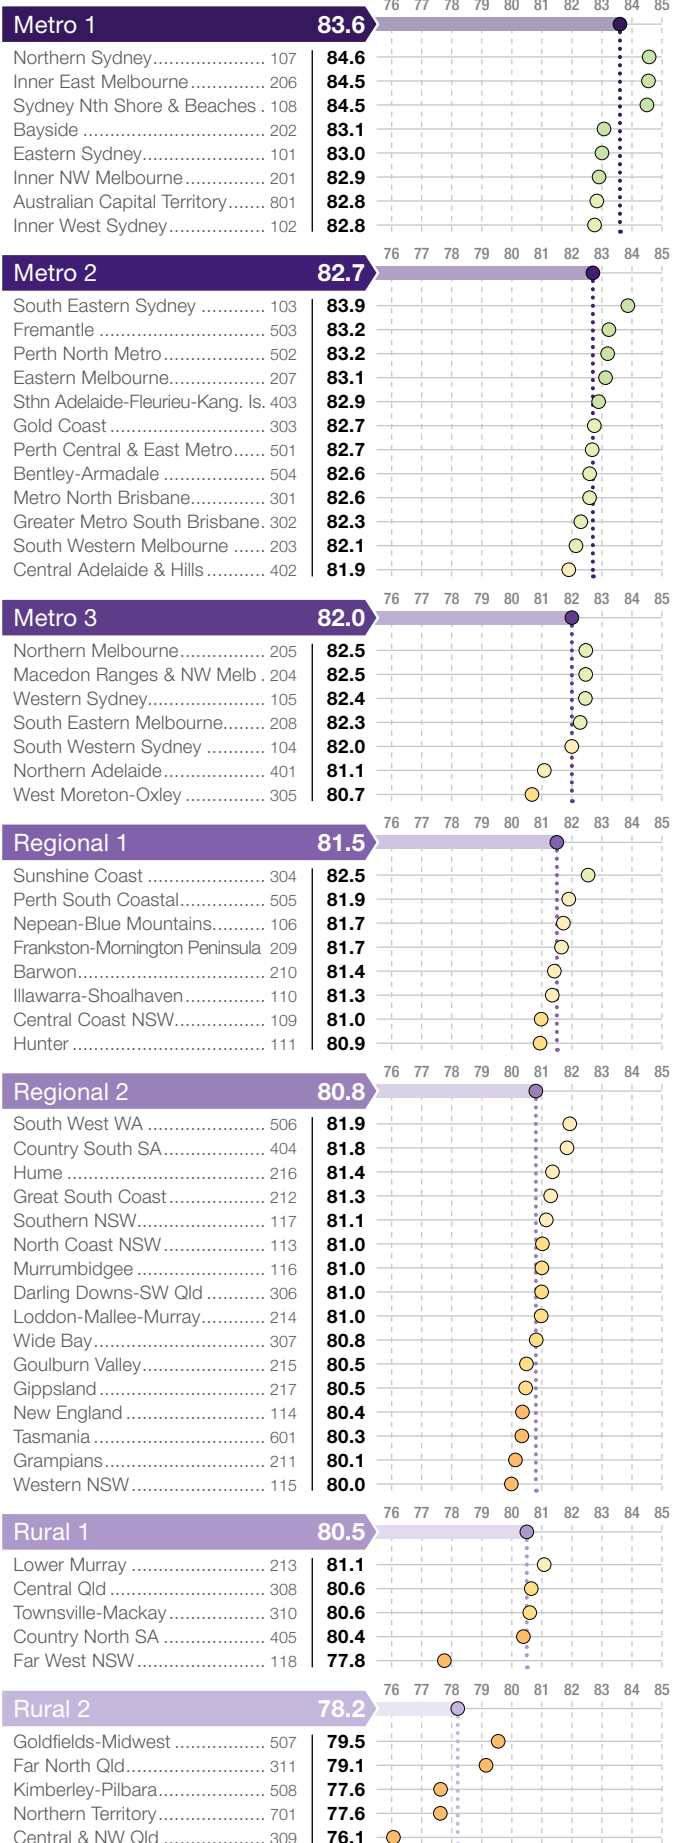 76 77 78 79 80 81 82 83 84 85
Metro 1 83.6
Northern Sydney..................... 107 84.6
Inner East Melbourne............... 206 84.5
Sydney Nth Shore & Beaches . 108 84.5
Bayside .................................. 202 83.1
Eastern Sydney....................... 101 83.0
Inner NW Melbourne............... 201 82.9
Australian Capital Territory....... 801 82.8
Inner West Sydney.................. 102 82.8
76 77 78 79 80 81 82 83 84 85
Metro 2 82.7
South Eastern Sydney ............ 103 83.9
Fremantle ............................... 503 83.2
Perth North Metro................... 502 83.2
Eastern Melbourne.................. 207 83.1
Sthn Adelaide-Fleurieu-Kang. Is. 403 82.9
Gold Coast ............................. 303 82.7
Perth Central & East Metro...... 501 82.7
Bentley-Armadale ................... 504 82.6
Metro North Brisbane.............. 301 82.6
Greater Metro South Brisbane. 302 82.3
South Western Melbourne ...... 203 82.1
Central Adelaide & Hills........... 402 81.9
76 77 78 79 80 81 82 83 84 85
Metro 3 82.0
Northern Melbourne................ 205 82.5
Macedon Ranges & NW Melb . 204 82.5
Western Sydney...................... 105 82.4
South Eastern Melbourne........ 208 82.3
South Western Sydney ........... 104 82.0
Northern Adelaide................... 401 81.1
West Moreton-Oxley ............... 305 80.7
76 77 78 79 80 81 82 83 84 85
Regional 1 81.5
Sunshine Coast ...................... 304 82.5
Perth South Coastal................ 505 81.9
Nepean-Blue Mountains.......... 106 81.7
Frankston-Mornington Peninsula 209 81.7
Barwon................................... 210 81.4
Illawarra-Shoalhaven............... 110 81.3
Central Coast NSW................. 109 81.0
Hunter .................................... 111 80.9
76 77 78 79 80 81 82 83 84 85
Regional 2 80.8
South West WA ...................... 506 81.9
Country South SA................... 404 81.8
Hume ..................................... 216 81.4
Great South Coast.................. 212 81.3
Southern NSW........................ 117 81.1
North Coast NSW ................... 113 81.0
Murrumbidgee ........................ 116 81.0
Darling Downs-SW Qld ........... 306 81.0
Loddon-Mallee-Murray............ 214 81.0
Wide Bay................................ 307 80.8
Goulburn Valley....................... 215 80.5
Gippsland ............................... 217 80.5
New England .......................... 114 80.4
Tasmania ................................ 601 80.3
Grampians.............................. 211 80.1
Western NSW......................... 115 80.0
76 77 78 79 80 81 82 83 84 85
Rural 1 80.5
Lower Murray ......................... 213 81.1
Central Qld ............................. 308 80.6
Townsville-Mackay.................. 310 80.6
Country North SA ................... 405 80.4
Far West NSW ........................ 118 77.8
76 77 78 79 80 81 82 83 84 85
Rural 2 78.2
Goldfields-Midwest ................. 507 79.5
Far North Qld.......................... 311 79.1
Kimberley-Pilbara.................... 508 77.6
Northern Territory.................... 701 77.6
Central & NW Qld ................... 309 76.1